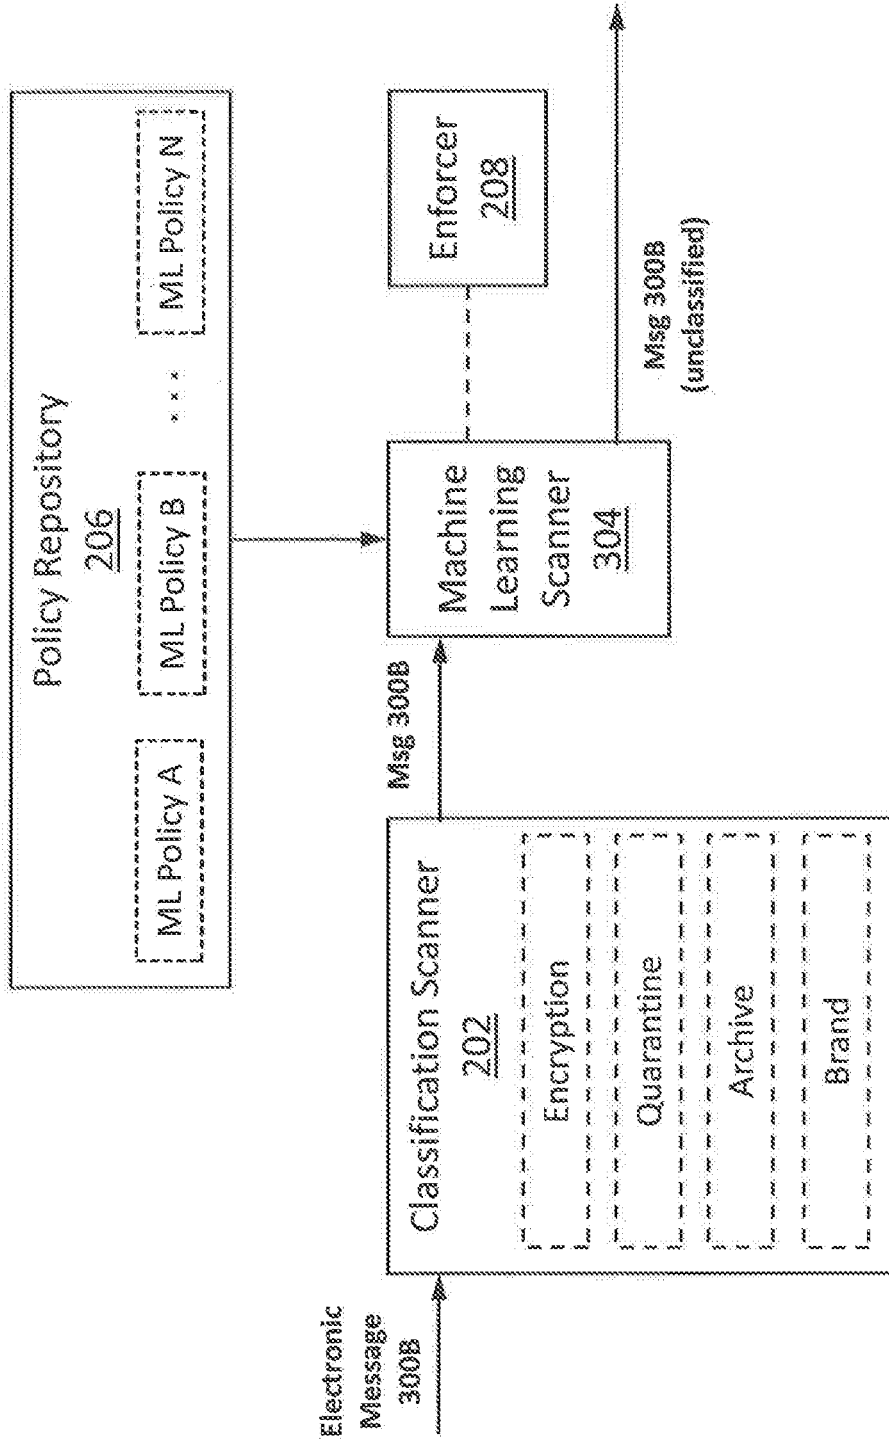 Policy Repository
206
ML Policy A
ML Policy B
...
ML Policy N
Electronic
Message
300B
Classification Scanner
202
Encryption
Quarantine
Archive
Brand
Msg 300B
Machine
Learning
Scanner
304
Enforcer
208
Msg 300B
(unclassified)